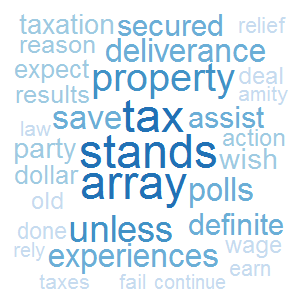 taxation secured relief
reason deliverance
expect property deal
results amity
save tax assist
law action
party stands wish
dollar array polls
old
done unless definite
rely experiences wage
earn
taxes fail continue